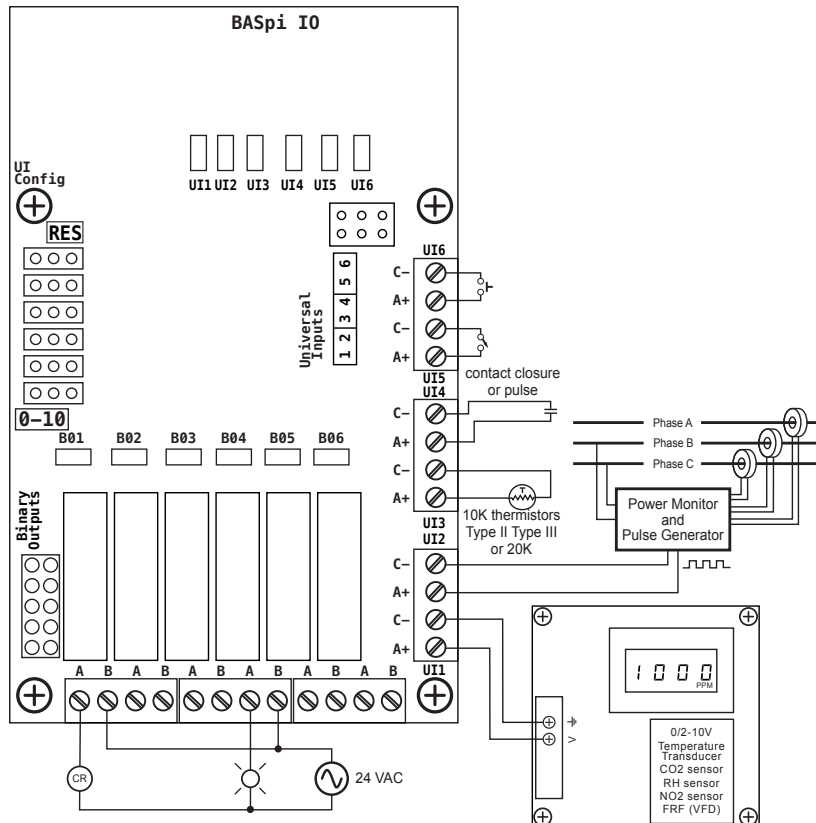 BASpi IO
UI
Config
UI1 UI2 UI3 UI4 UI5 UI6
RES
0-10
Universal
Inputs
1 2 3 4 5 6
UI6
C-
A+
C-
A+
UI5
UI4
C-
A+
C-
A+
UI3
UI2
C-
A+
C-
A+
UI1
contact closure
or pulse
T
10K thermistors
Type II Type III
or 20K
Phase A
Phase B
Phase C
Power Monitor
and
Pulse Generator
B01 B02 B03 B04 B05 B06
Binary
Outputs
A B A B A B A B A B A B
CR
24 VAC
1000
PPM
V
0/2-10V
Temperature
Transducer
CO2 sensor
RH sensor
NO2 sensor
FRF (VFD)